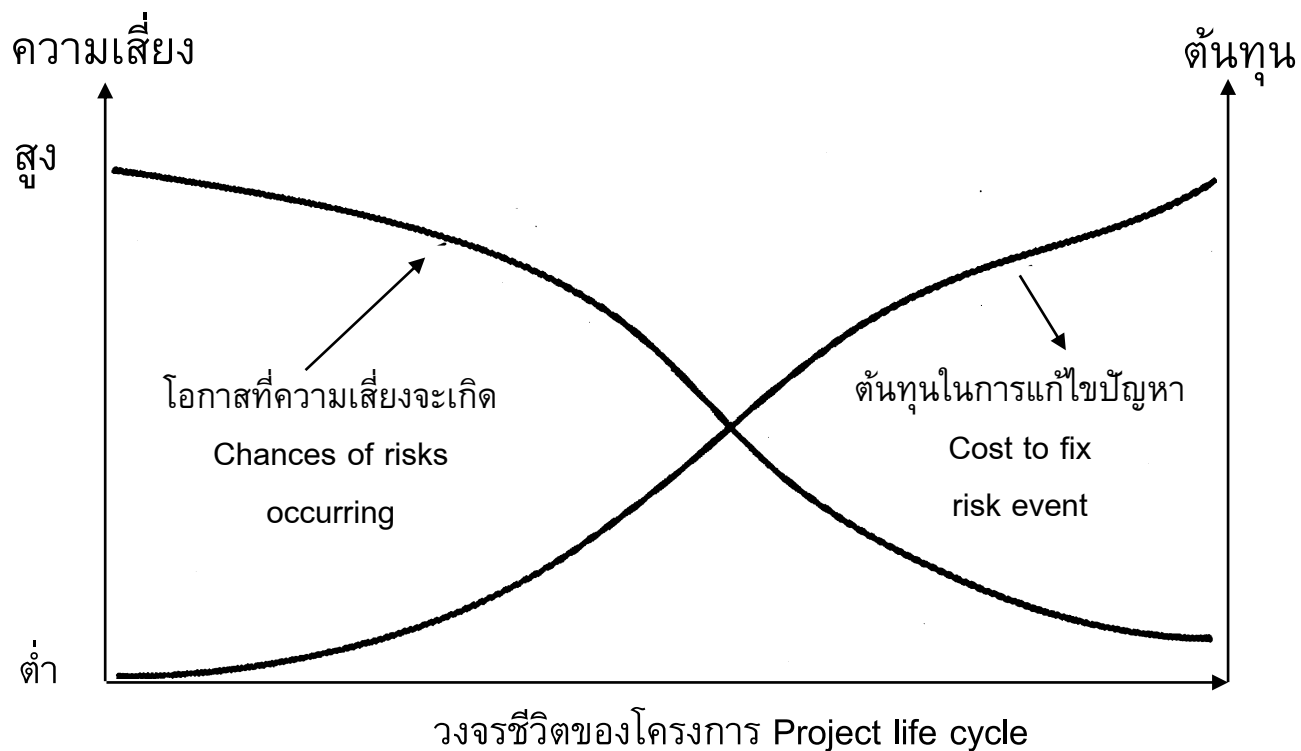 ความเสี่ยง
ต้นทุน
สูง
โอกาสที่ความเสี่ยงจะเกิด
Chances of risks
occurring
ต้นทุนในการแก้ไขปัญหา
Cost to fix
risk event
ต่ำ
วงจรชีวิตของโครงการ Project life cycle